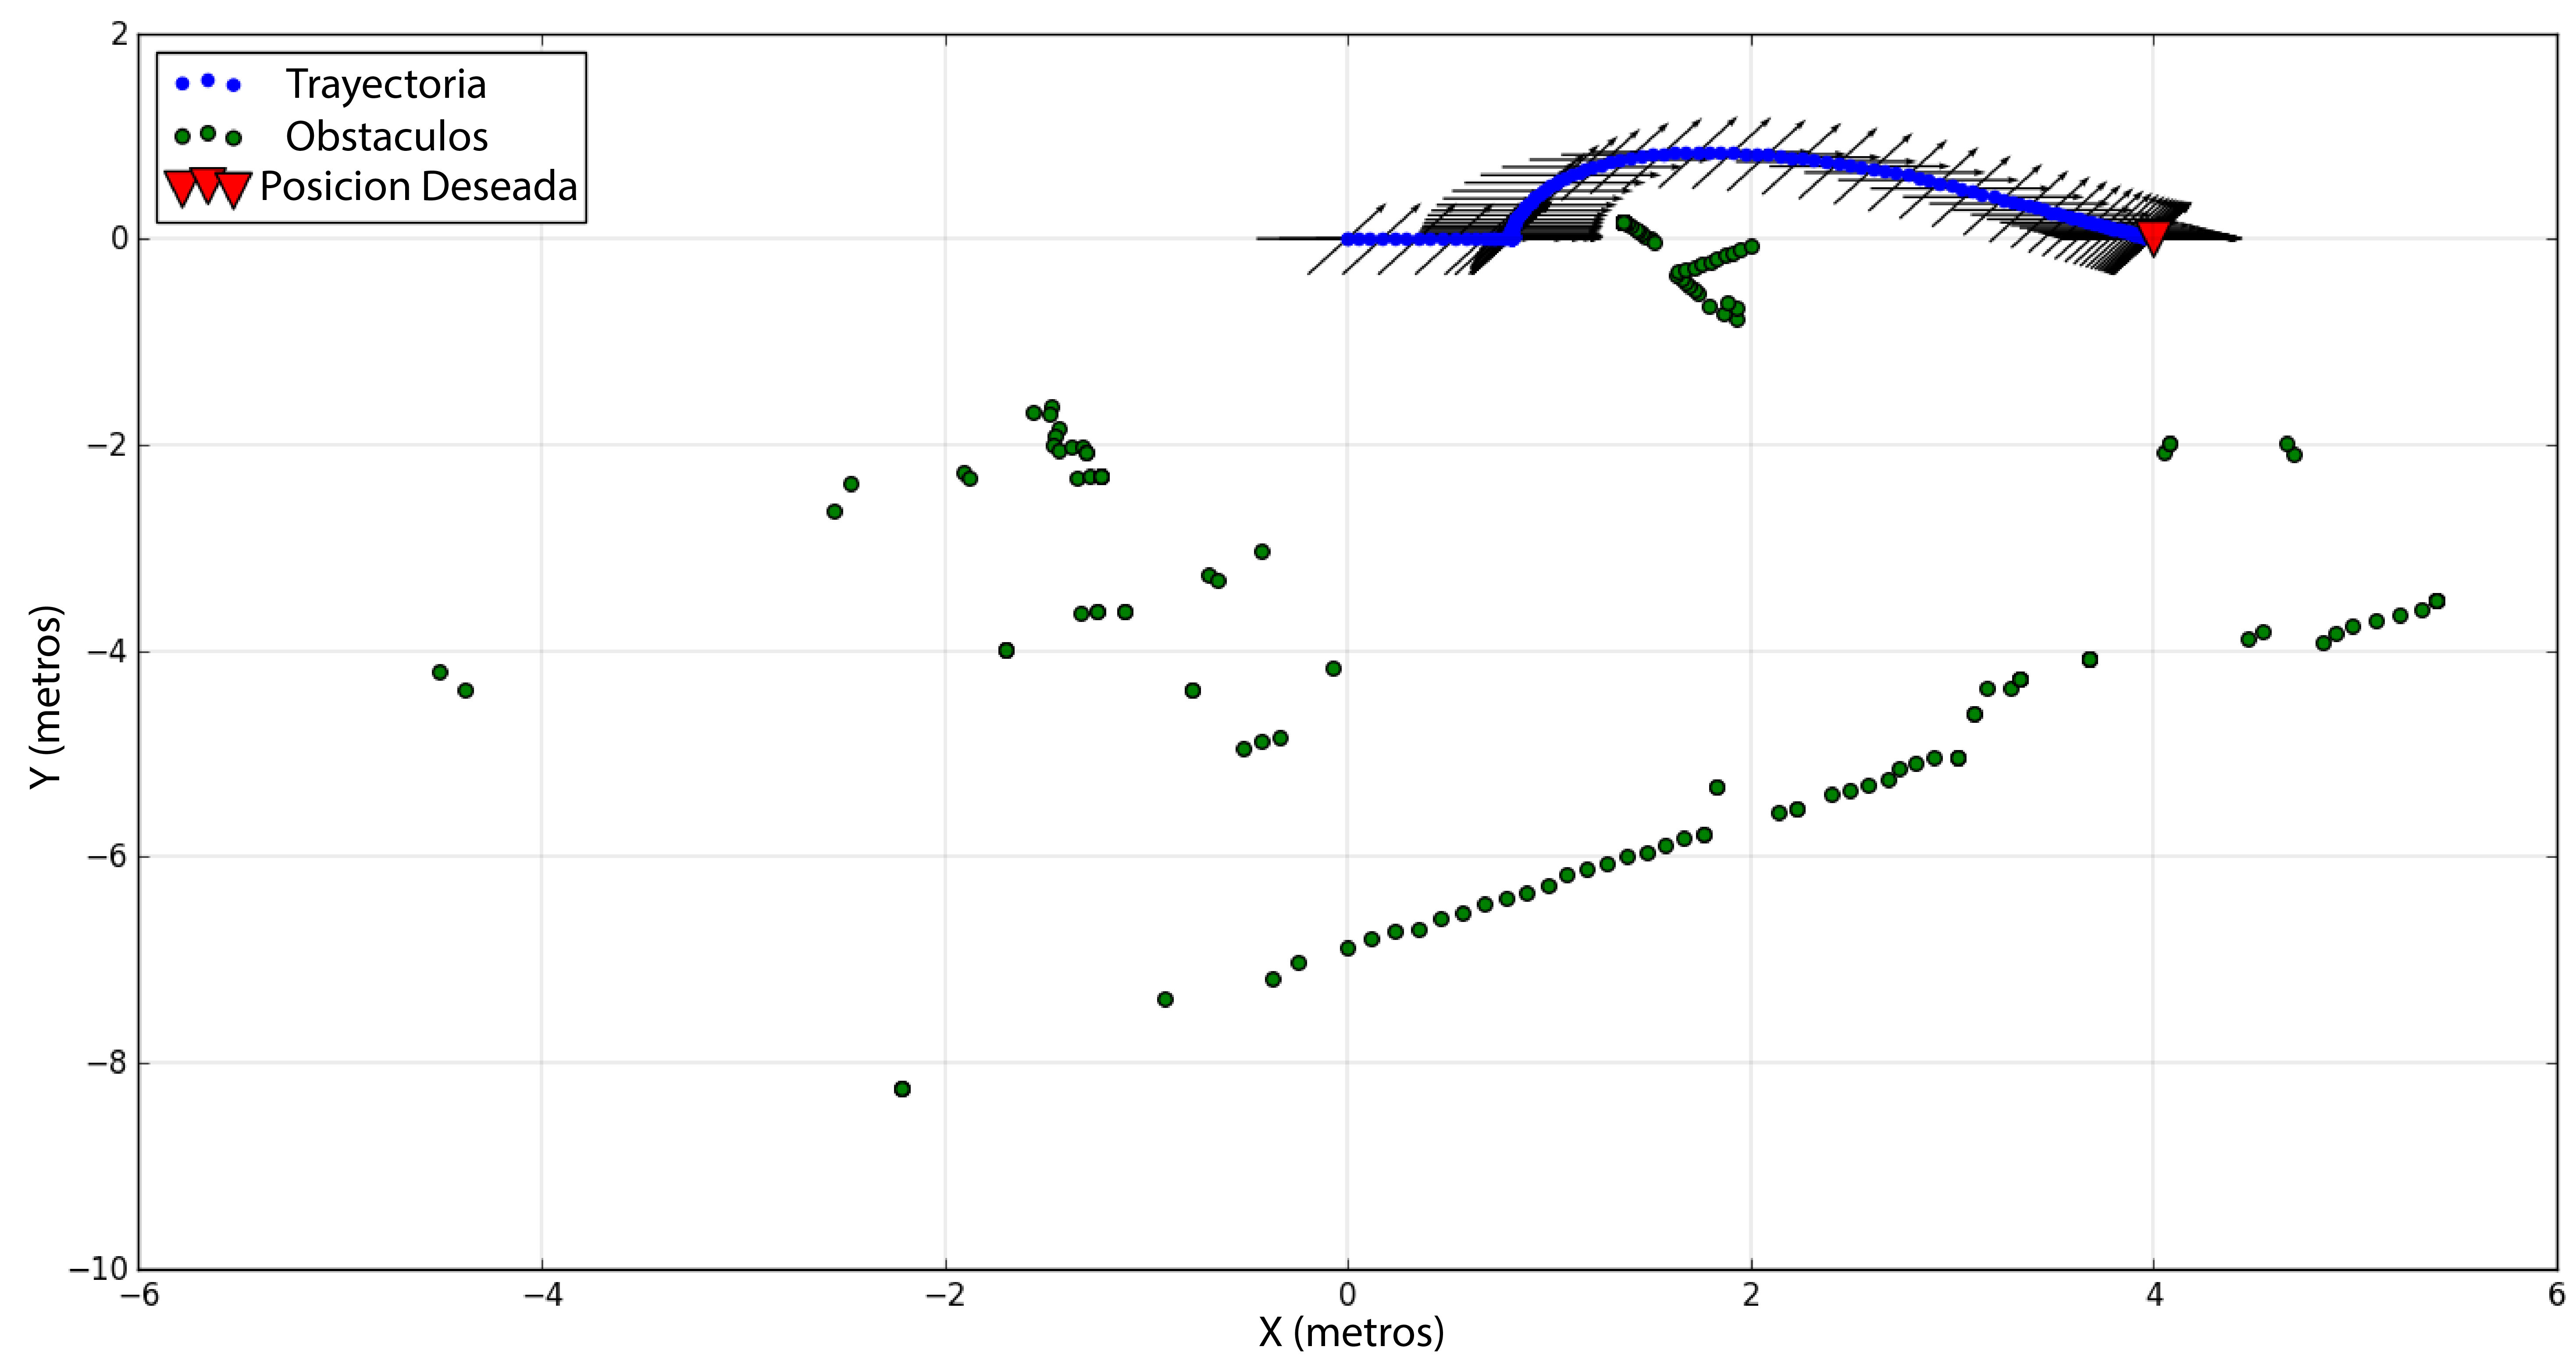 Trayectoria
Obstaculos
Posicion Deseada
2
0
−2
−4
−6
−8
−10
Y (metros)
−6
−4
−2
0
2
4
6
X (metros)